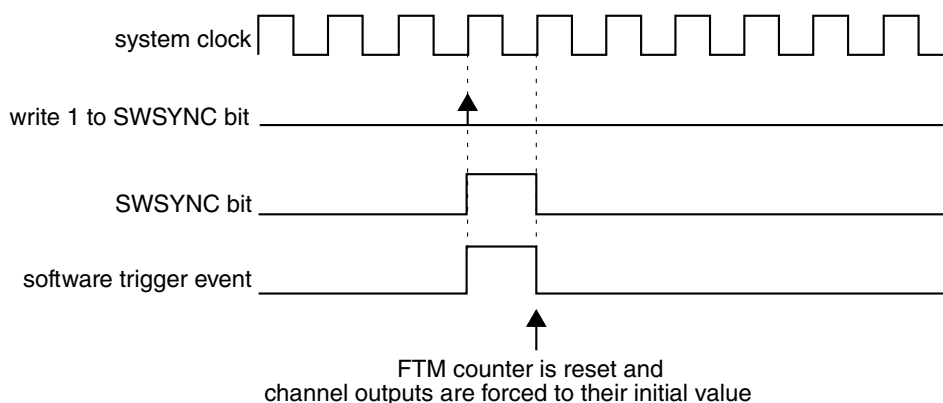 system clock
write 1 to SWSYNC bit
SWSYNC bit
software trigger event
FTM counter is reset and
channel outputs are forced to their initial value